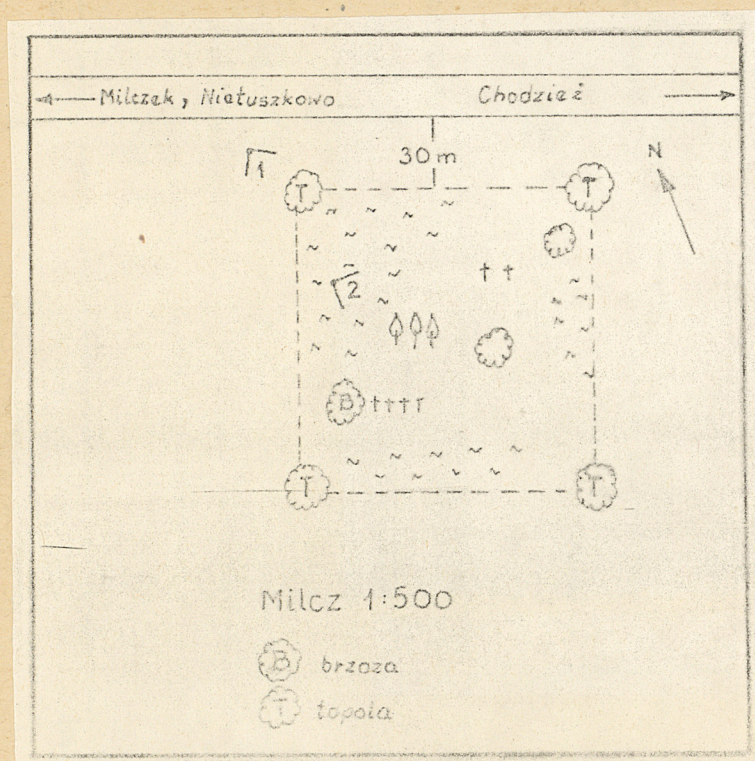 Milczek, Nietuszkowo Chodzież
30 m
N
1
T T
2
B
T T
Milcz 1:500
B brzoza
T topola